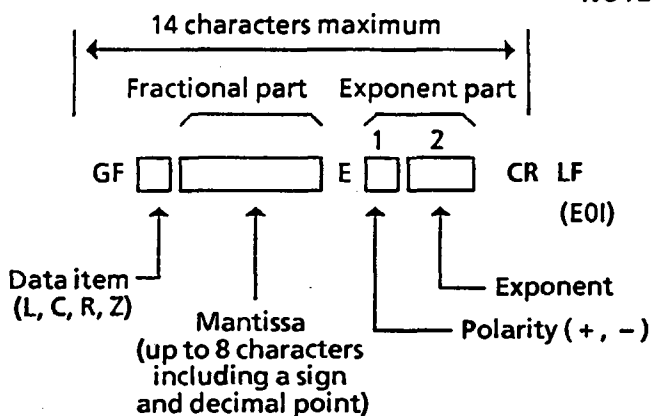 14 characters maximum
Fractional part Exponent part
1 2
GF E CR LF
(EOI)
Data item
(L, C, R, Z)
Exponent
Mantissa
(up to 8 characters
including a sign
and decimal point)
Polarity (+, −)